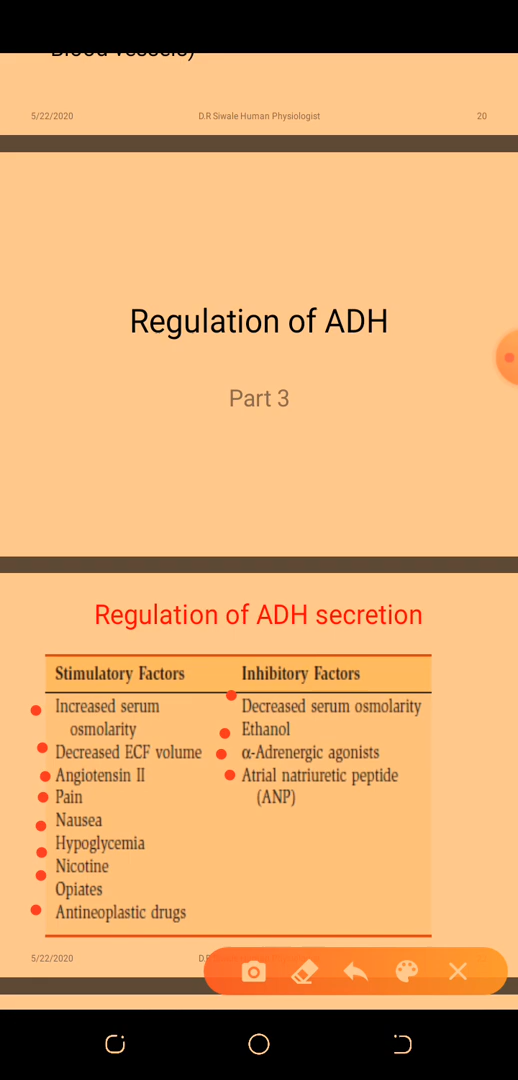 5/22/2020 D.R Siwale Human Physiologist 20
Regulation of ADH
Part 3
Regulation of ADH secretion
Stimulatory Factors Inhibitory Factors
Increased serum Decreased serum osmolarity
osmolarity Ethanol
Decreased ECF volume α-Adrenergic agonists
Angiotensin II Atrial natriuretic peptide
Pain (ANP)
Nausea
Hypoglycemia
Nicotine
Opiates
Antineoplastic drugs
5/22/2020